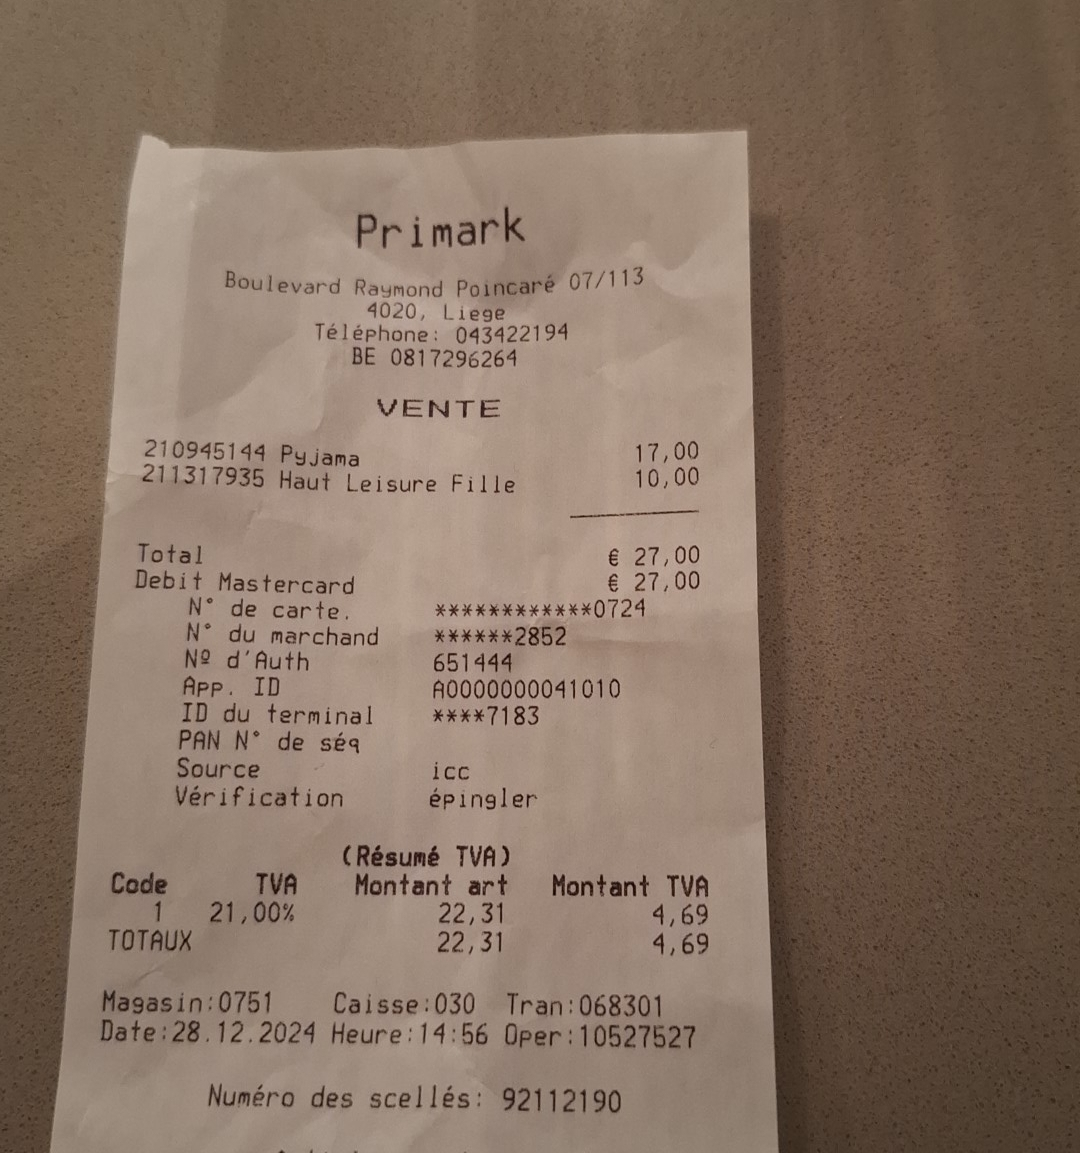 Primark
Boulevard Raymond Poincaré 07/113
4020, Liege
Téléphone: 043422194
BE 0817296264
VENTE
210945144 Pyjama 17,00
211317935 Haut Leisure Fille 10,00
Total € 27,00
Debit Mastercard € 27,00
N° de carte. ************0724
N° du marchand ******2852
Nº d'Auth 651444
App. ID A0000000041010
ID du terminal ****7183
PAN N° de séq
Source icc
Vérification épingler
(Résumé TVA)
Code TVA Montant art Montant TVA
1 21,00% 22,31 4,69
TOTAUX 22,31 4,69
Magasin:0751 Caisse:030 Tran:068301
Date:28.12.2024 Heure:14:56 Oper:10527527
Numéro des scellés: 92112190